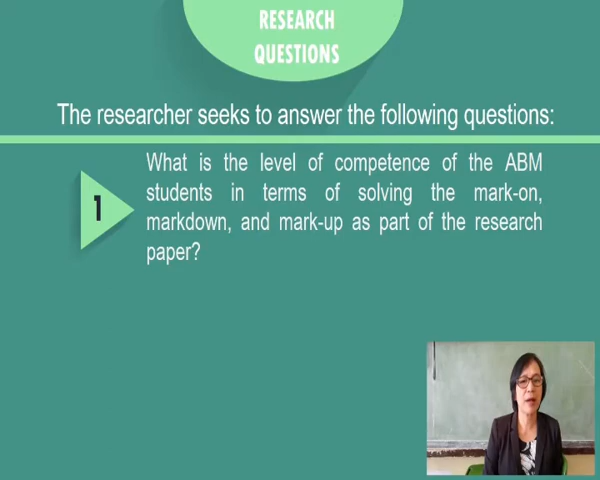 RESEARCH
QUESTIONS
The researcher seeks to answer the following questions:
1
What is the level of competence of the ABM
students in terms of solving the mark-on,
markdown, and mark-up as part of the research
paper?